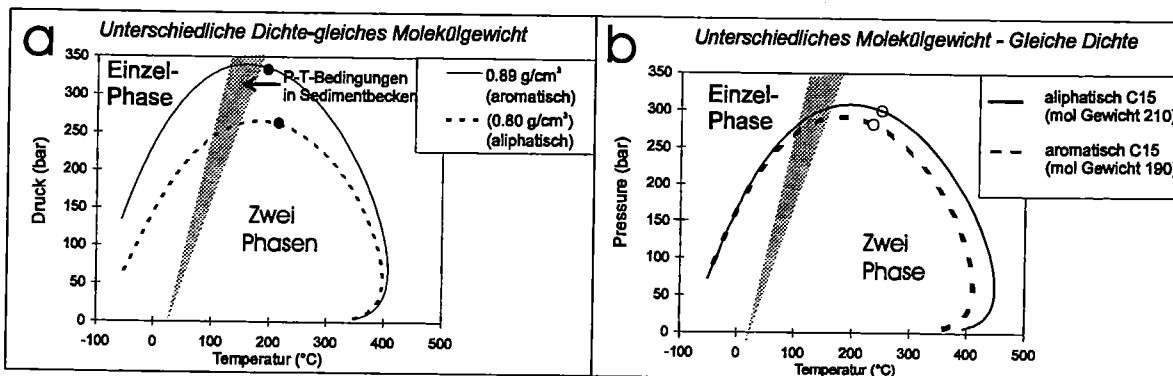 a
Unterschiedliche Dichte-gleiches Molekülgewicht
350
300
250
200
150
100
50
0
Druck (bar)
Einzel-
Phase
P-T-Bedingungen
in Sedimentbecken
Zwei
Phasen
0.89 g/cm³
(aromatisch)
(0.80 g/cm³)
(aliphatisch)
-100
0
100
200
300
400
500
Temperatur (°C)
b
Unterschiedliches Molekülgewicht - Gleiche Dichte
350
300
250
200
150
100
50
0
Pressure (bar)
Einzel-
Phase
Zwei
Phase
aliphatisch C15
(mol Gewicht 210)
aromatisch C15
(mol Gewicht 190)
-100
0
100
200
300
400
500
Temperatur (°C)